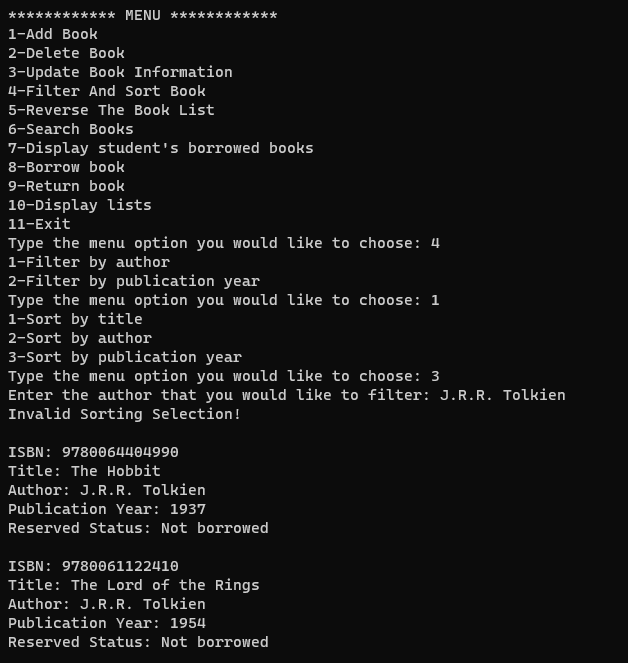 ************ MENU ************
1-Add Book
2-Delete Book
3-Update Book Information
4-Filter And Sort Book
5-Reverse The Book List
6-Search Books
7-Display student's borrowed books
8-Borrow book
9-Return book
10-Display lists
11-Exit
Type the menu option you would like to choose: 4
1-Filter by author
2-Filter by publication year
Type the menu option you would like to choose: 1
1-Sort by title
2-Sort by author
3-Sort by publication year
Type the menu option you would like to choose: 3
Enter the author that you would like to filter: J.R.R. Tolkien
Invalid Sorting Selection!
ISBN: 9780064404990
Title: The Hobbit
Author: J.R.R. Tolkien
Publication Year: 1937
Reserved Status: Not borrowed
ISBN: 9780061122410
Title: The Lord of the Rings
Author: J.R.R. Tolkien
Publication Year: 1954
Reserved Status: Not borrowed